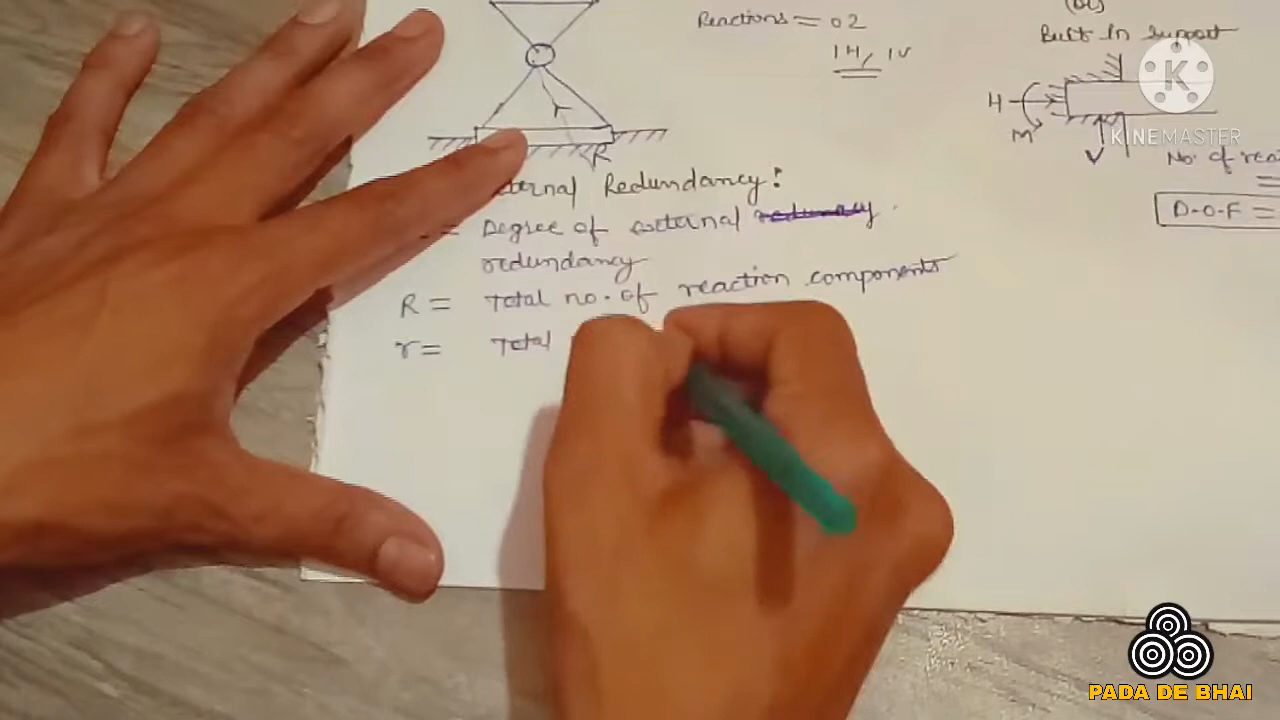 Reactions = 02
1H, 1V
Built In support
H
M
V
R
No. of rea
=
D.O.F =
ternal Redundancy:
= Degree of external redundancy
redundancy
R = Total no. of reaction components
r = Total
K
KINEMASTER
PADA DE BHAI